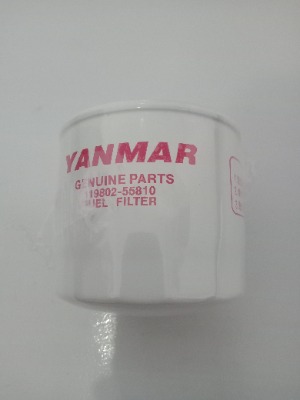 YANMAR
GENUINE PARTS
119802-55810
FUEL FILTER